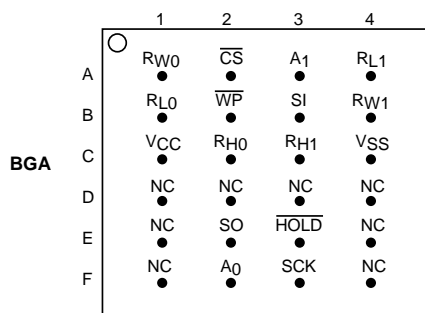 1 2 3 4
A RW0 CS A1 RL1
B RL0 WP SI RW1
C VCC RH0 RH1 VSS
BGA
D NC NC NC NC
E NC SO HOLD NC
F NC A0 SCK NC